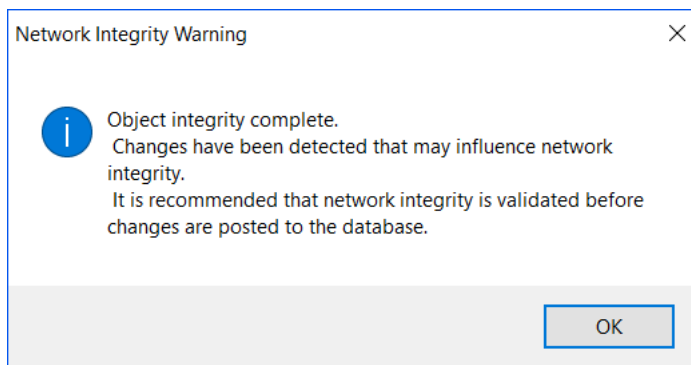 Network Integrity Warning
Object integrity complete.
Changes have been detected that may influence network
integrity.
It is recommended that network integrity is validated before
changes are posted to the database.
OK